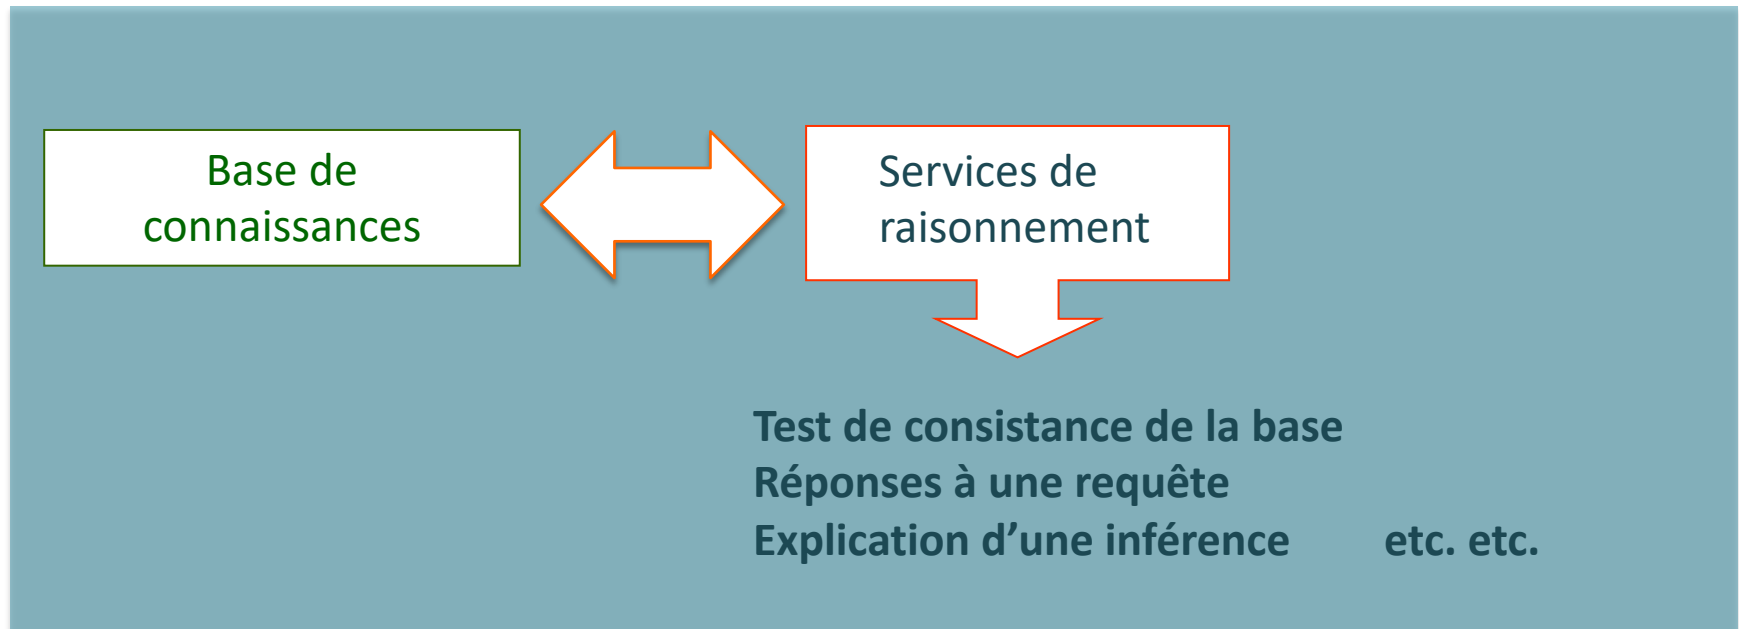 Base de
connaissances
Services de
raisonnement
Test de consistance de la base
Réponses à une requête
Explication d’une inférence etc. etc.